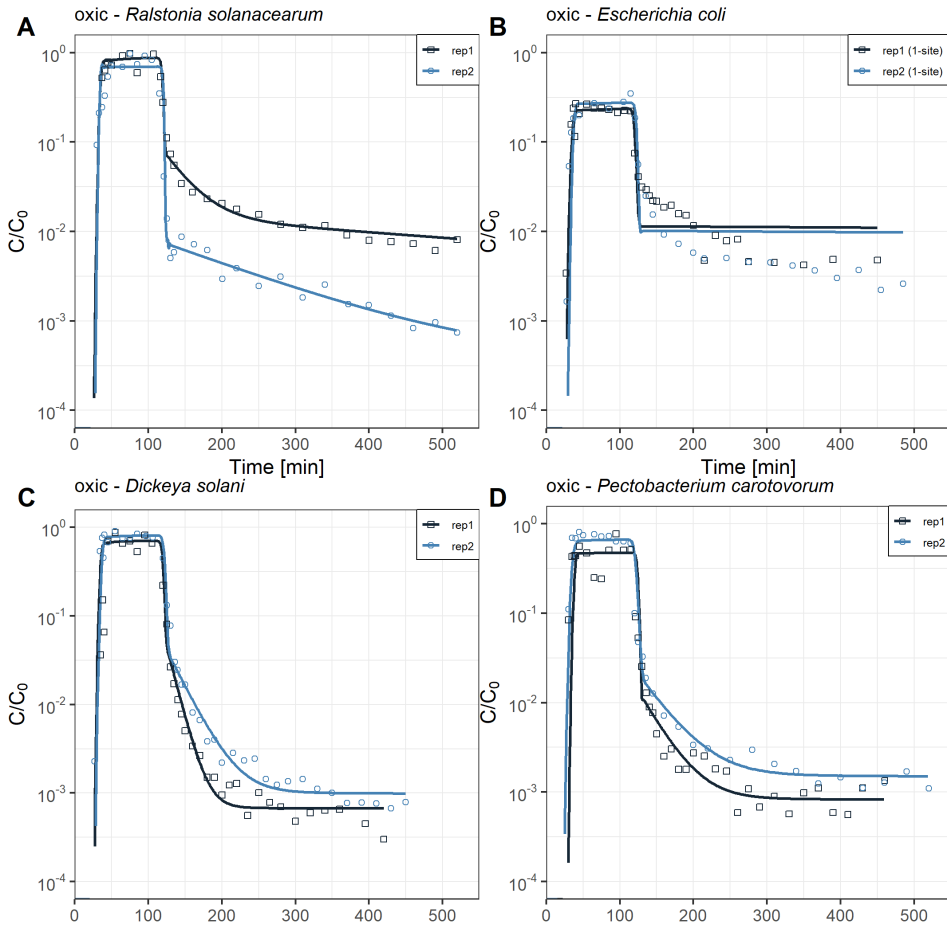 A
oxic - Ralstonia solanacearum
10^0
10^-1
10^-2
10^-3
10^-4
C/C_0
rep1
rep2
0 100 200 300 400 500
Time [min]
B
oxic - Escherichia coli
10^0
10^-1
10^-2
10^-3
10^-4
C/C_0
rep1 (1-site)
rep2 (1-site)
0 100 200 300 400 500
Time [min]
C
oxic - Dickeya solani
10^0
10^-1
10^-2
10^-3
10^-4
C/C_0
rep1
rep2
0 100 200 300 400 500
D
oxic - Pectobacterium carotovorum
10^0
10^-1
10^-2
10^-3
10^-4
C/C_0
rep1
rep2
0 100 200 300 400 500